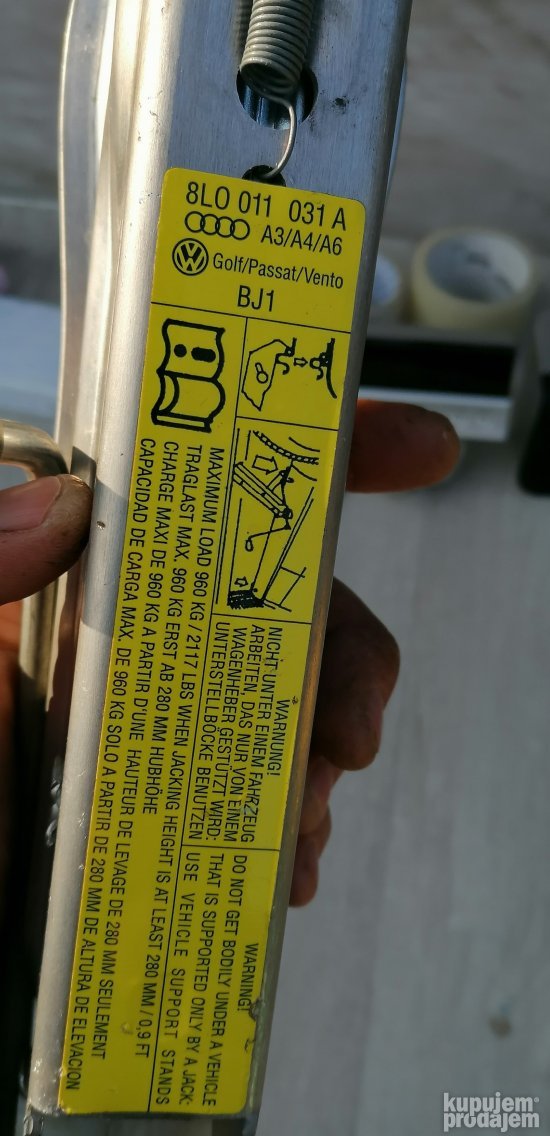 8L0 011 031 A
A3/A4/A6
Golf/Passat/Vento
BJ1
MAXIMUM LOAD 960 KG / 2117 LBS WHEN JACKING HEIGHT IS AT LEAST 280 MM / 0,9 FT
TRAGLAST MAX. 960 KG ERST AB 280 MM HUBHÖHE
CHARGE MAXI DE 960 KG A PARTIR D'UNE HAUTEUR DE LEVAGE DE 280 MM SEULEMENT
CAPACIDAD DE CARGA MAX. DE 960 KG SOLO A PARTIR DE 280 MM DE ALTURA DE ELEVACION
WARNUNG!
NICHT UNTER EINEM FAHRZEUG
ARBEITEN, DAS NUR VON EINEM
WAGENHEBER GESTÜTZT WIRD:
UNTERSTELLBÖCKE BENUTZEN
WARNING!
DO NOT GET BODILY UNDER A VEHICLE
THAT IS SUPPORTED ONLY BY A JACK:
USE VEHICLE SUPPORT STANDS
kupujem
prodajem